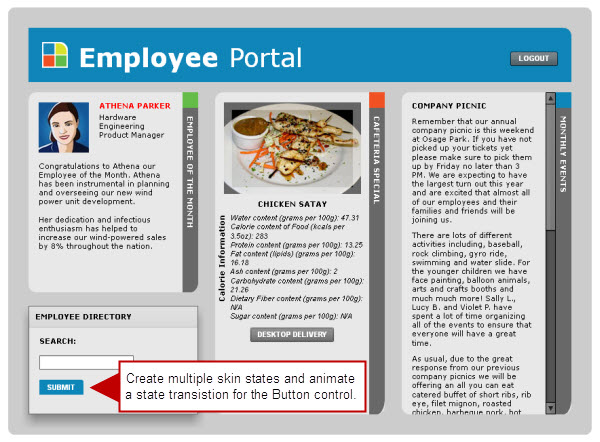 Employee Portal
LOGOUT
ATHENA PARKER
Hardware
Engineering
Product Manager
Congratulations to Athena our
Employee of the Month. Athena
has been instrumental in planning
and overseeing our new wind
power unit development.
Her dedication and infectious
enthusiasm has helped to
increase our wind-powered sales
by 8% throughout the nation.
EMPLOYEE OF THE MONTH
EMPLOYEE DIRECTORY
SEARCH:
SUBMIT
Create multiple skin states and animate
a state transistion for the Button control.
CHICKEN SATAY
Calorie Information
Water content (grams per 100g): 47.31
Calorie content of Food (kcals per
3.5oz): 283
Protein content (grams per 100g): 13.25
Fat content (lipids) (grams per 100g):
16.18
Ash content (grams per 100g): 2
Carbohydrate content (grams per 100g):
21.26
Dietary Fiber content (grams per 100g): N/A
Sugar content (grams per 100g): N/A
DESKTOP DELIVERY
CAFETERIA SPECIAL
COMPANY PICNIC
Remember that our annual
company picnic is this weekend
at Osage Park. If you have not
picked up your tickets yet
please make sure to pick them
up by Friday no later than 3
PM. We are expecting to have
the largest turn out this year
and are excited that almost all
of our employees and their
families and friends will be
joining us.
There are lots of different
activities including, baseball,
rock climbing, gyro ride,
swimming and water slide. For
the younger children we have
face painting, balloon animals,
arts and crafts booths and
much much more! Sally L.,
Lucy B. and Violet P. have
spent a lot of time organizing
all of the events to ensure that
everyone will have a great
time.
As usual, due to the great
response from our previous
company picnics we will be
offering an all you can eat
catered buffet of short ribs, rib
eye, filet mignon, roasted
chicken, barbeque pork, hot
MONTHLY EVENTS